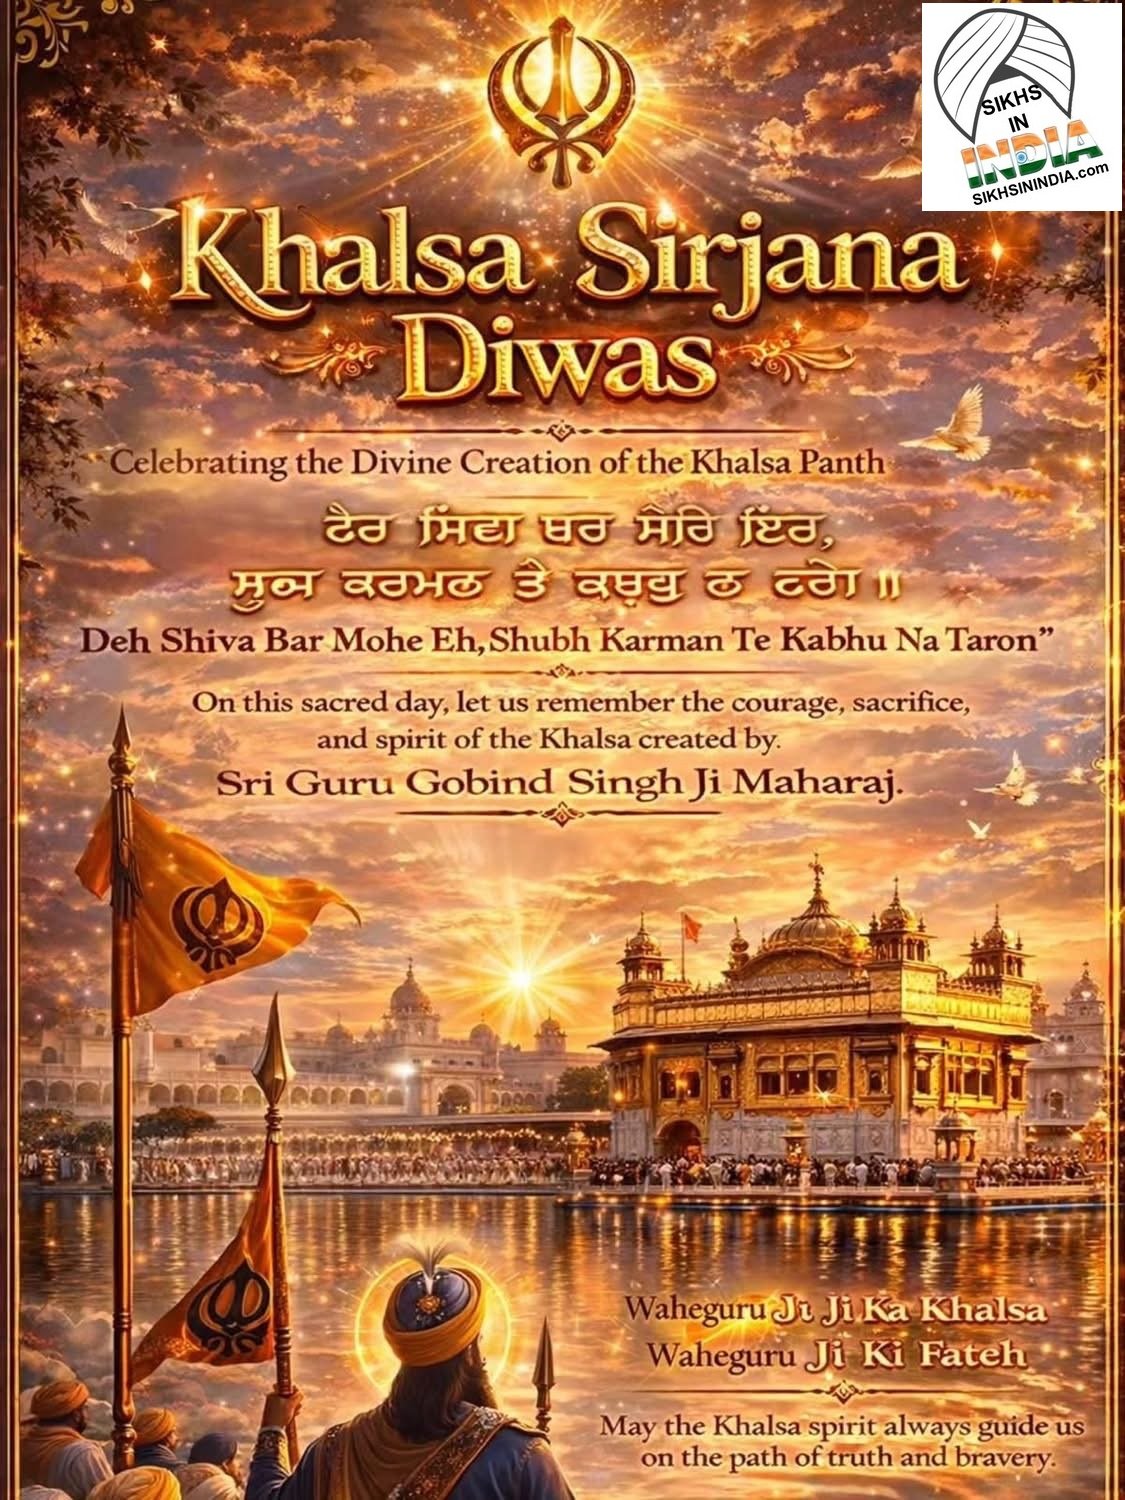 SIKHS
IN
INDIA
SIKHSININDIA.com
Khalsa Sirjana
Diwas
Celebrating the Divine Creation of the Khalsa Panth
ਕਰਮਲ ਤੇ
Deh Shiva Bar Mohe Eh, Shubh Karman Te Kabhu Na Taron”
On this sacred day, let us remember the courage, sacrifice,
and spirit of the Khalsa created by.
Sri Guru Gobind Singh Ji Maharaj.
Waheguru Ji Ji Ka Khalsa
Waheguru Ji Ki Fateh
May the Khalsa spirit always guide us
on the path of truth and bravery.